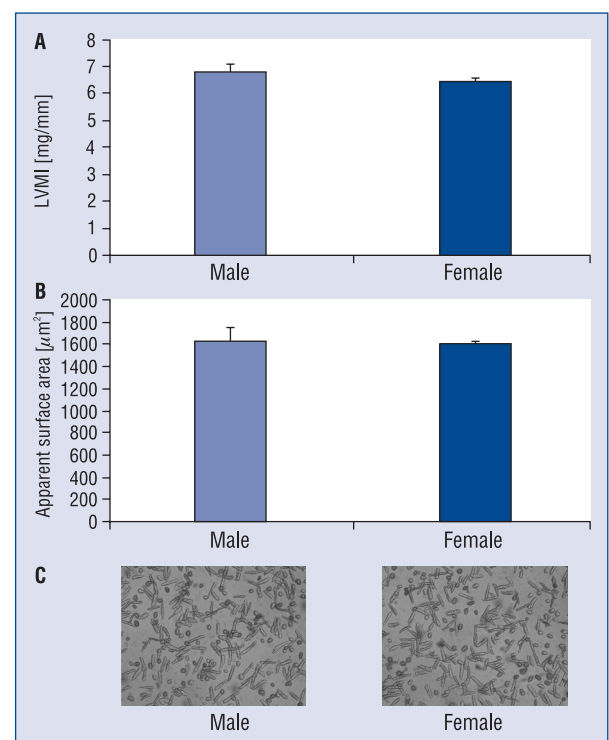 A
LVMI [mg/mm]
8
7
6
5
4
3
2
1
0
Male Female
B
Apparent surface area [μm²]
2000
1800
1600
1400
1200
1000
800
600
400
200
0
Male Female
C
Male Female